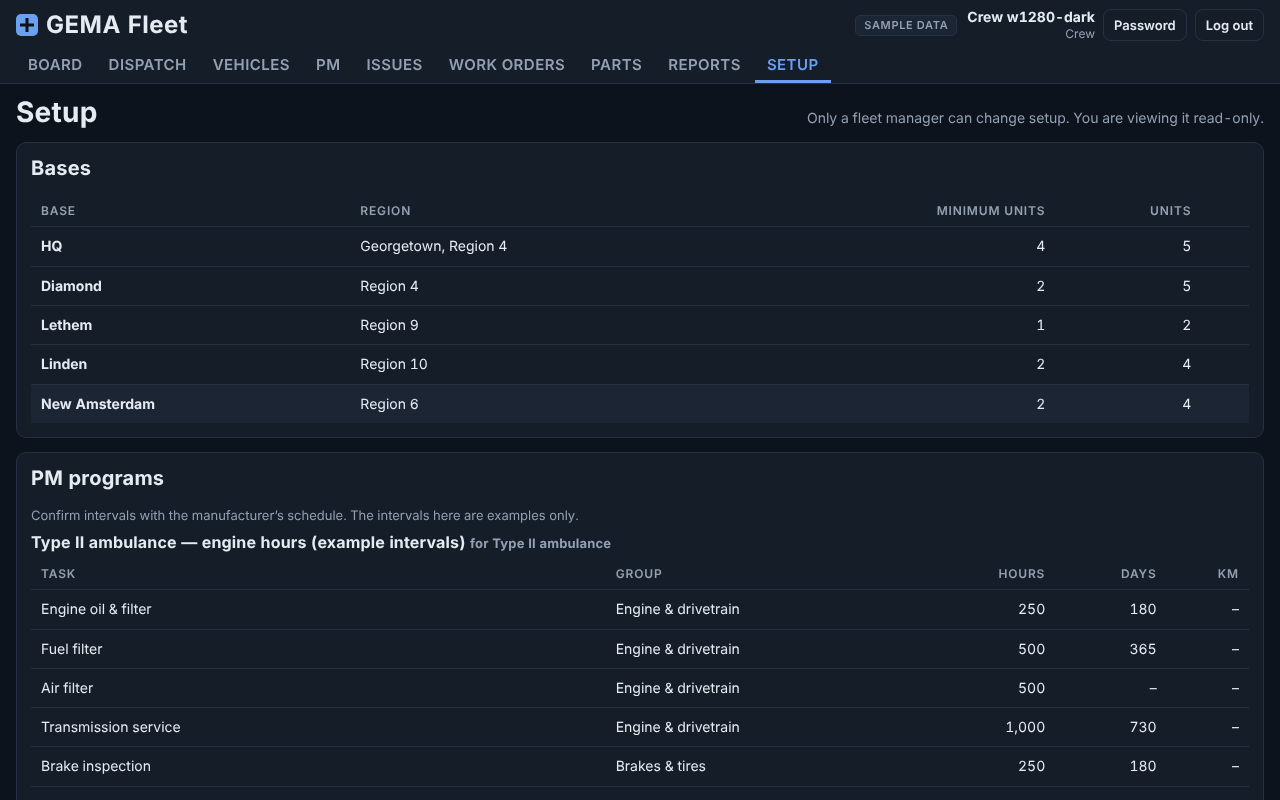 GEMA Fleet
SAMPLE DATA
Crew w1280-dark
Crew
Password
Log out
BOARD DISPATCH VEHICLES PM ISSUES WORK ORDERS PARTS REPORTS SETUP
Setup
Only a fleet manager can change setup. You are viewing it read-only.
Bases
BASE REGION MINIMUM UNITS UNITS
HQ Georgetown, Region 4 4 5
Diamond Region 4 2 5
Lethem Region 9 1 2
Linden Region 10 2 4
New Amsterdam Region 6 2 4
PM programs
Confirm intervals with the manufacturer’s schedule. The intervals here are examples only.
Type II ambulance — engine hours (example intervals) for Type II ambulance
TASK GROUP HOURS DAYS KM
Engine oil & filter Engine & drivetrain 250 180 –
Fuel filter Engine & drivetrain 500 365 –
Air filter Engine & drivetrain 500 – –
Transmission service Engine & drivetrain 1,000 730 –
Brake inspection Brakes & tires 250 180 –